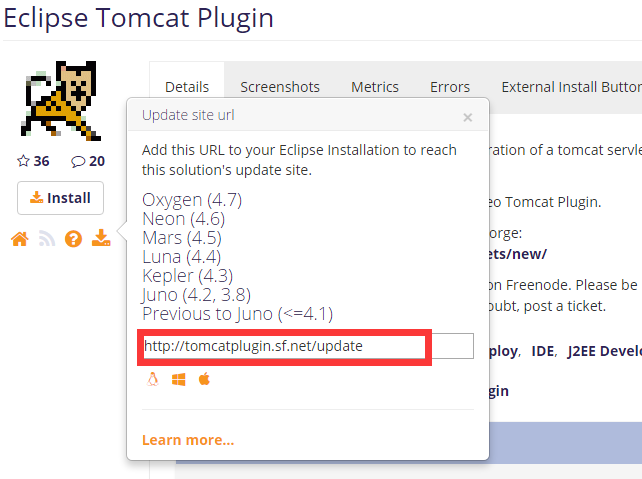 Eclipse Tomcat Plugin
Details Screenshots Metrics Errors External Install Button
36 20
Install
Update site url ×
Add this URL to your Eclipse Installation to reach
this solution's update site.
Oxygen (4.7)
Neon (4.6)
Mars (4.5)
Luna (4.4)
Kepler (4.3)
Juno (4.2, 3.8)
Previous to Juno (<=4.1)
http://tomcatplugin.sf.net/update
Learn more...
ration of a tomcat servle
eo Tomcat Plugin.
orge:
ets/new/
on Freenode. Please be
oubt, post a ticket.
ploy, IDE, J2EE Develo
gin